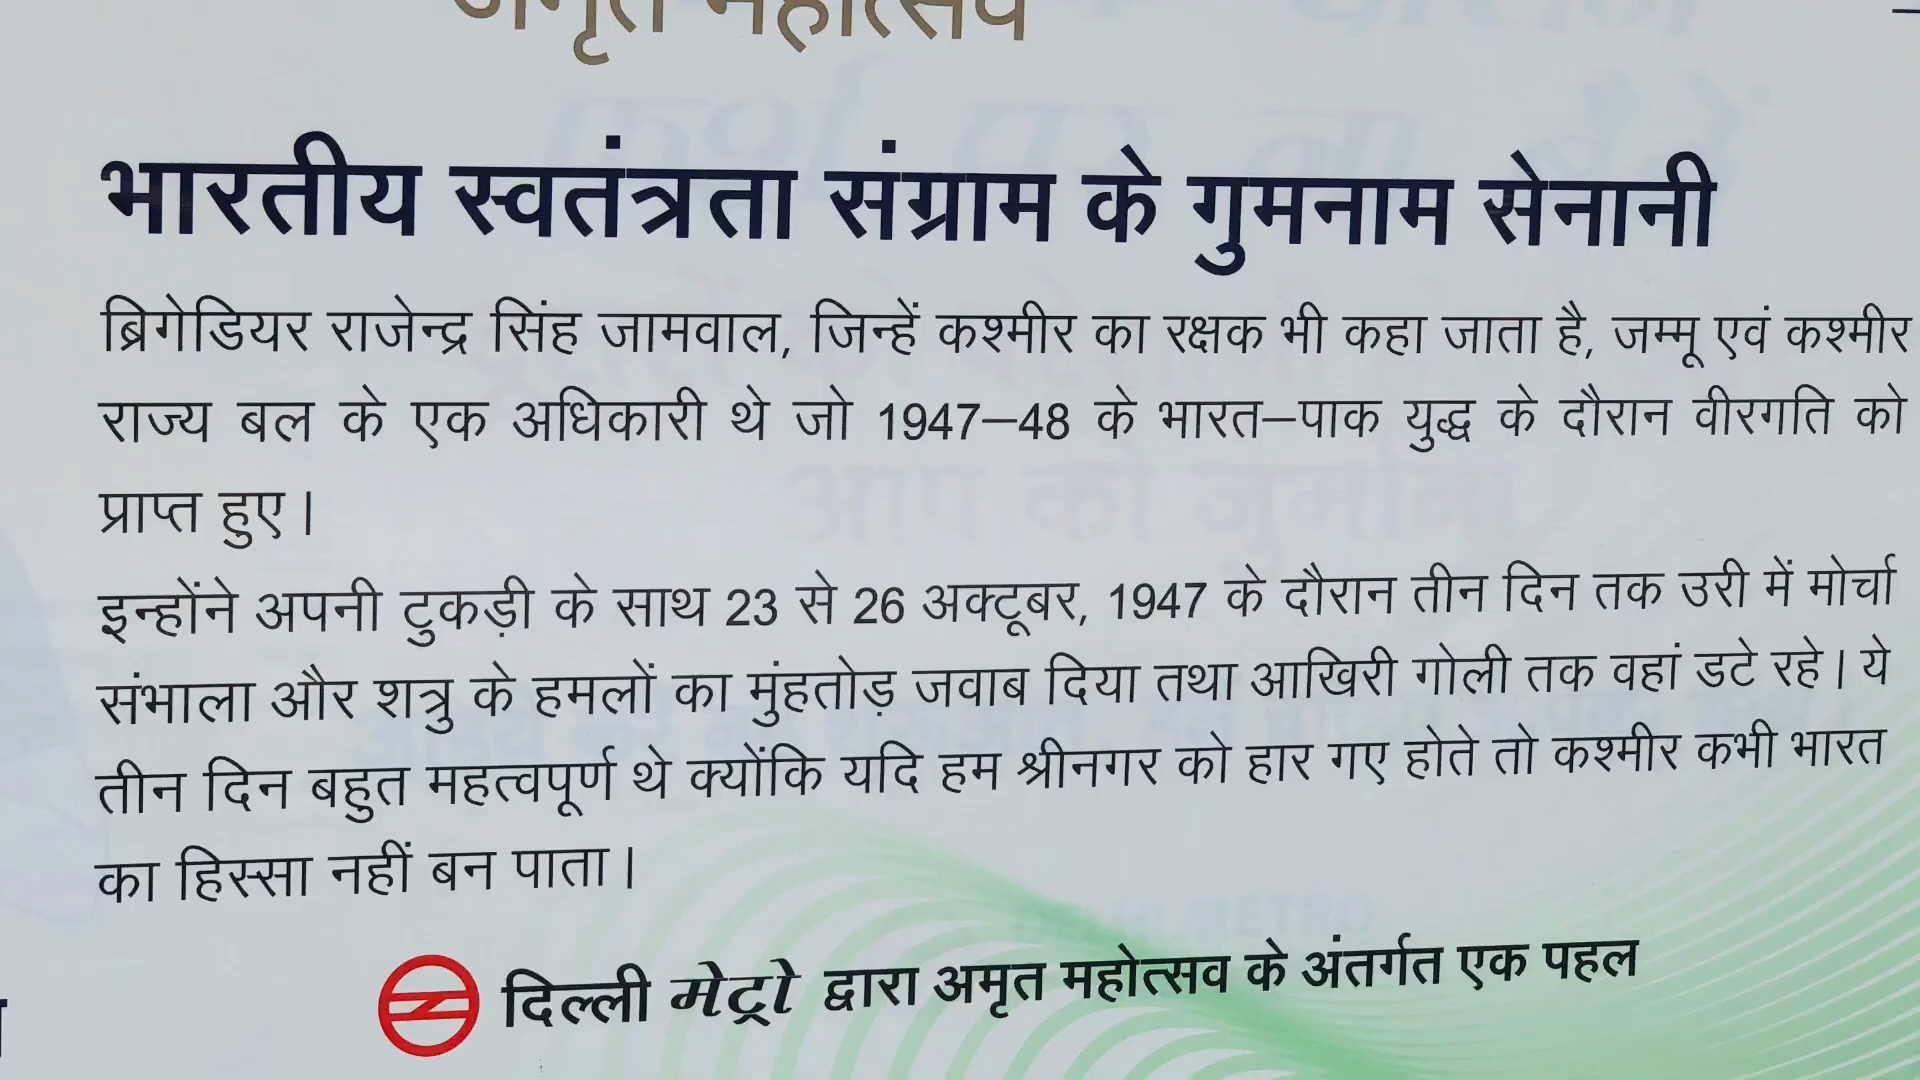 अमृत महोत्सव
भारतीय स्वतंत्रता संग्राम के गुमनाम सेनानी
ब्रिगेडियर राजेन्द्र सिंह जामवाल, जिन्हें कश्मीर का रक्षक भी कहा जाता है, जम्मू एवं कश्मीर
राज्य बल के एक अधिकारी थे जो 1947–48 के भारत–पाक युद्ध के दौरान वीरगति को
प्राप्त हुए।
इन्होंने अपनी टुकड़ी के साथ 23 से 26 अक्टूबर, 1947 के दौरान तीन दिन तक उरी में मोर्चा
संभाला और शत्रु के हमलों का मुंहतोड़ जवाब दिया तथा आखिरी गोली तक वहां डटे रहे। ये
तीन दिन बहुत महत्वपूर्ण थे क्योंकि यदि हम श्रीनगर को हार गए होते तो कश्मीर कभी भारत
का हिस्सा नहीं बन पाता।
दिल्ली मेट्रो द्वारा अमृत महोत्सव के अंतर्गत एक पहल